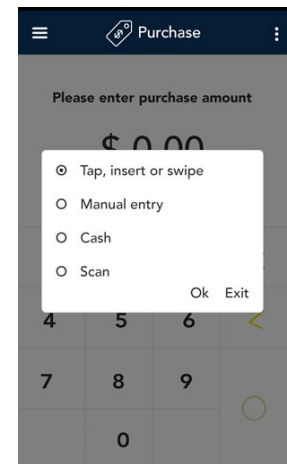 Purchase
Please enter purchase amount
Tap, insert or swipe
Manual entry
Cash
Scan
Ok Exit
4 5 6 <
7 8 9
0